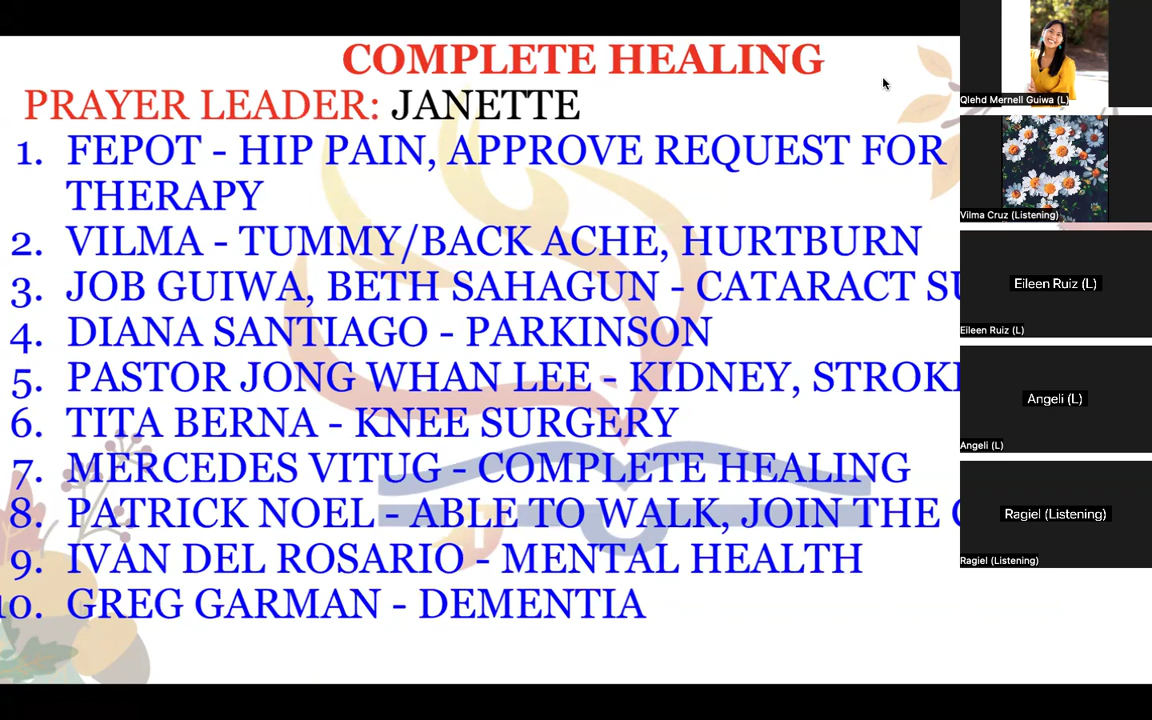 COMPLETE HEALING
PRAYER LEADER: JANETTE
1. FEPOT - HIP PAIN, APPROVE REQUEST FOR
THERAPY
2. VILMA - TUMMY/BACK ACHE, HURTBURN
3. JOB GUIWA, BETH SAHAGUN - CATARACT
4. DIANA SANTIAGO - PARKINSON
5. PASTOR JONG WHAN LEE - KIDNEY,
6. TITA BERNA - KNEE SURGERY
7. MERCEDES VITUG - COMPLETE HEALING
8. PATRICK NOEL - ABLE TO WALK, JOIN THE
9. IVAN DEL ROSARIO - MENTAL HEALTH
10. GREG GARMAN - DEMENTIA
Qlehd Mernell Guiwa (L)
Vilma Cruz (Listening)
Eileen Ruiz (L)
Eileen Ruiz (L)
Angeli (L)
Angeli (L)
Ragiel (Listening)
Ragiel (Listening)